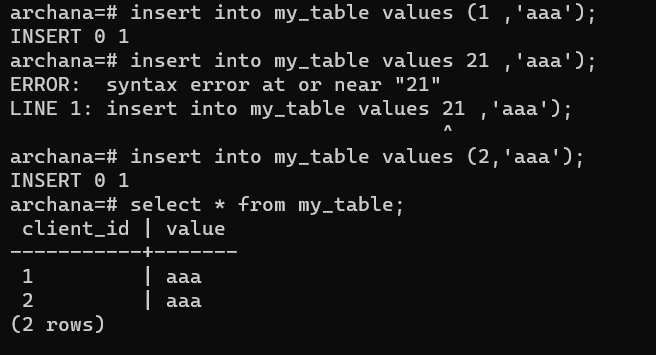 archana=# insert into my_table values (1 ,'aaa');
INSERT 0 1
archana=# insert into my_table values 21 ,'aaa');
ERROR:  syntax error at or near "21"
LINE 1: insert into my_table values 21 ,'aaa');
                                    ^
archana=# insert into my_table values (2,'aaa');
INSERT 0 1
archana=# select * from my_table;
 client_id | value
-----------+-------
 1         | aaa
 2         | aaa
(2 rows)